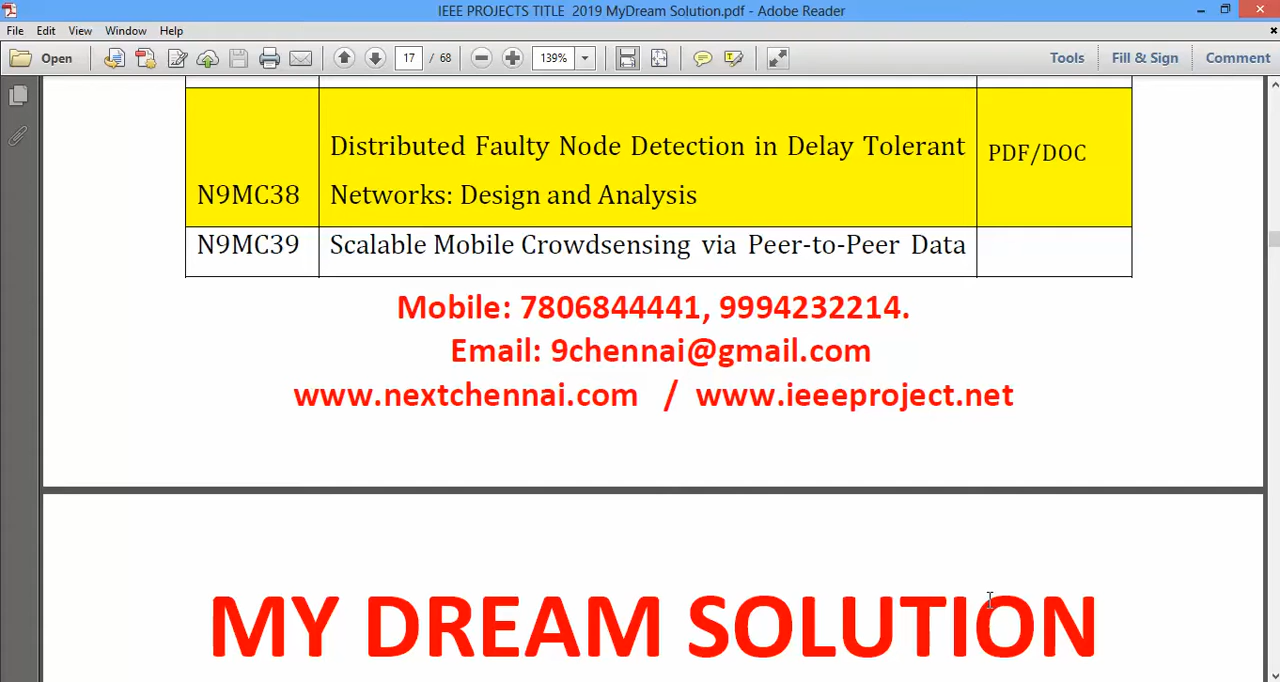 IEEE PROJECTS TITLE 2019 MyDream Solution.pdf - Adobe Reader
File Edit View Window Help
Open 17 / 68 139% Tools Fill & Sign Comment
Distributed Faulty Node Detection in Delay Tolerant PDF/DOC
N9MC38 Networks: Design and Analysis
N9MC39 Scalable Mobile Crowdsensing via Peer-to-Peer Data
Mobile: 7806844441, 9994232214.
Email: 9chennai@gmail.com
www.nextchennai.com / www.ieeeproject.net
MY DREAM SOLUTION